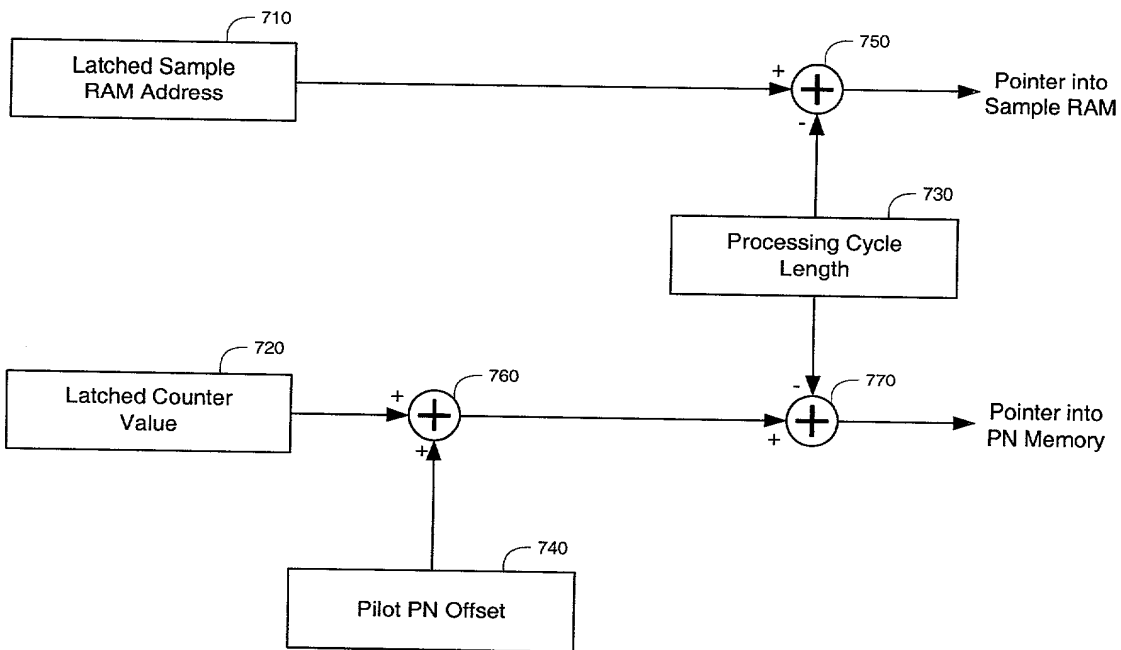 710
Latched Sample
RAM Address
750
+
-
Pointer into
Sample RAM
730
Processing Cycle
Length
720
Latched Counter
Value
760
+
+
770
-
+
Pointer into
PN Memory
740
Pilot PN Offset